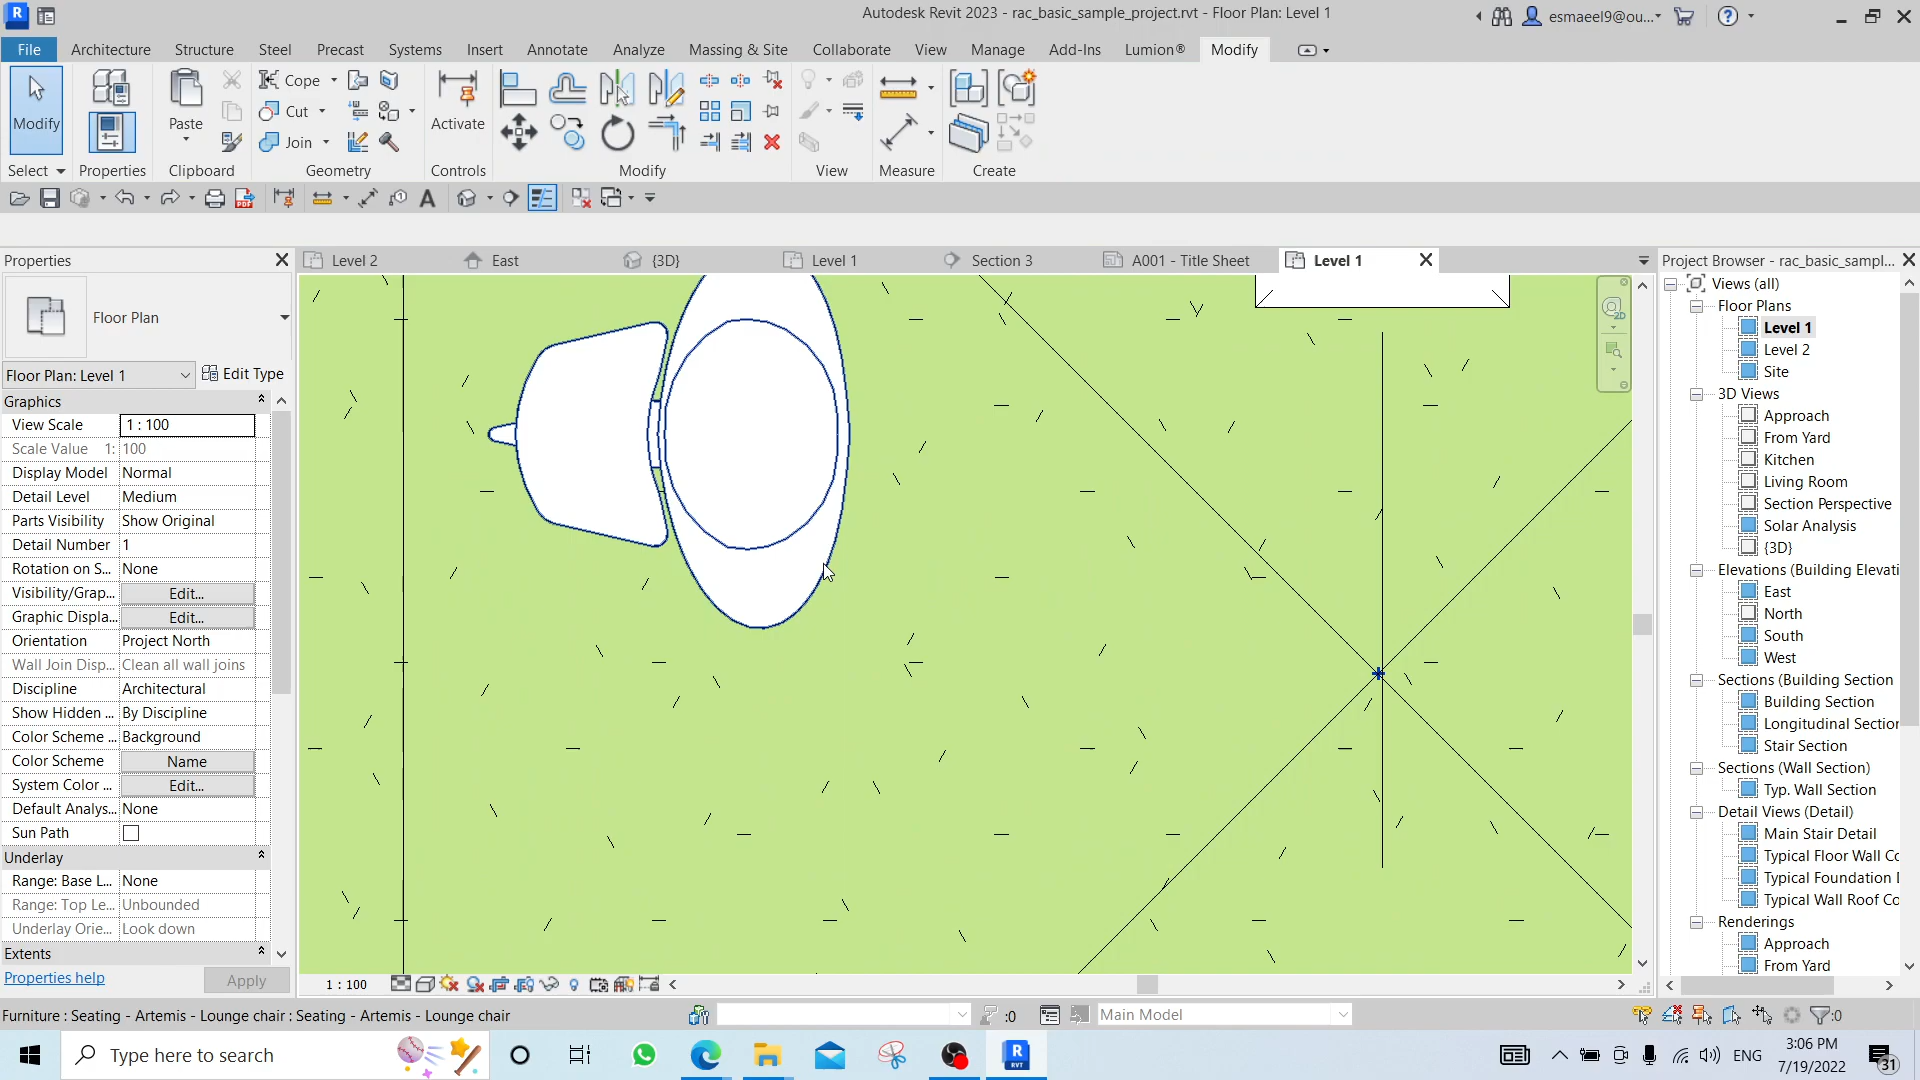 Autodesk Revit 2023 - rac_basic_sample_project.rvt - Floor Plan: Level 1
esmaeel9@ou...
File Architecture Structure Steel Precast Systems Insert Annotate Analyze Massing & Site Collaborate View Manage Add-Ins Lumion® Modify
Modify
Paste
Cope
Cut
Join
Activate
Select Properties Clipboard Geometry Controls Modify View Measure Create
Properties
Level 2 East {3D} Level 1 Section 3 A001 - Title Sheet Level 1
Project Browser - rac_basic_sampl...
Floor Plan
Floor Plan: Level 1 Edit Type
Graphics
View Scale 1 : 100
Scale Value 1: 100
Display Model Normal
Detail Level Medium
Parts Visibility Show Original
Detail Number 1
Rotation on S... None
Visibility/Grap... Edit...
Graphic Displa... Edit...
Orientation Project North
Wall Join Disp... Clean all wall joins
Discipline Architectural
Show Hidden ... By Discipline
Color Scheme ... Background
Color Scheme Name
System Color ... Edit...
Default Analys... None
Sun Path
Underlay
Range: Base L... None
Range: Top Le... Unbounded
Underlay Orie... Look down
Extents
Properties help Apply
Views (all)
Floor Plans
Level 1
Level 2
Site
3D Views
Approach
From Yard
Kitchen
Living Room
Section Perspective
Solar Analysis
{3D}
Elevations (Building Elevati
East
North
South
West
Sections (Building Section
Building Section
Longitudinal Section
Stair Section
Sections (Wall Section)
Typ. Wall Section
Detail Views (Detail)
Main Stair Detail
Typical Floor Wall Co
Typical Foundation
Typical Wall Roof Co
Renderings
Approach
From Yard
1 : 100
Furniture : Seating - Artemis - Lounge chair : Seating - Artemis - Lounge chair
:0
Main Model
:0
Type here to search
ENG
3:06 PM
7/19/2022
31